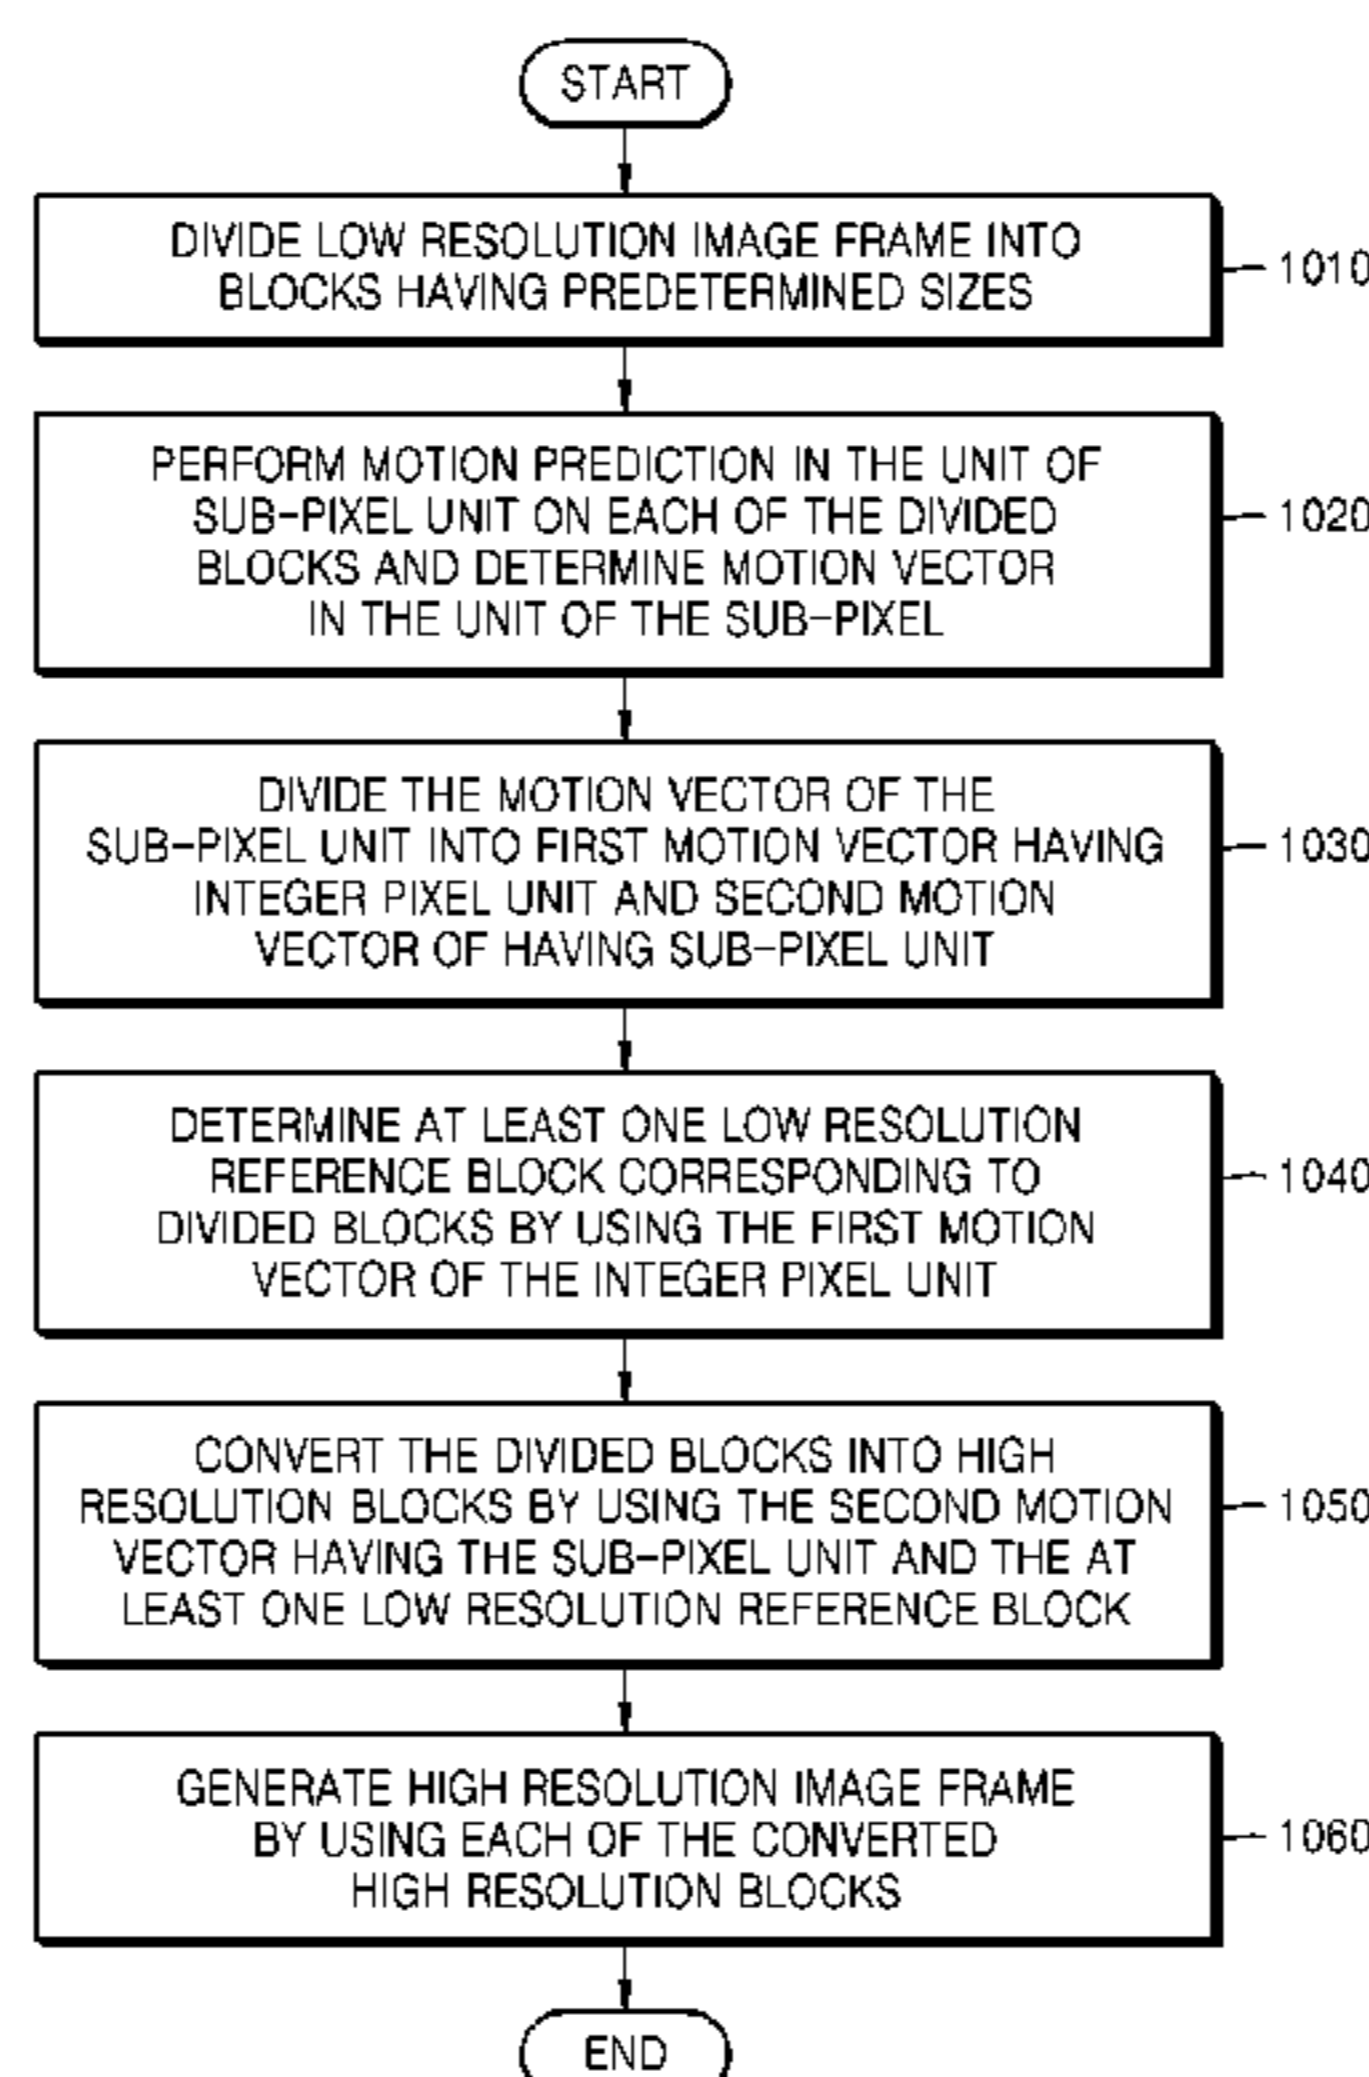 START
DIVIDE LOW RESOLUTION IMAGE FRAME INTO
BLOCKS HAVING PREDETERMINED SIZES
1010
PERFORM MOTION PREDICTION IN THE UNIT OF
SUB-PIXEL UNIT ON EACH OF THE DIVIDED
BLOCKS AND DETERMINE MOTION VECTOR
IN THE UNIT OF THE SUB-PIXEL
1020
DIVIDE THE MOTION VECTOR OF THE
SUB-PIXEL UNIT INTO FIRST MOTION VECTOR HAVING
INTEGER PIXEL UNIT AND SECOND MOTION
VECTOR OF HAVING SUB-PIXEL UNIT
1030
DETERMINE AT LEAST ONE LOW RESOLUTION
REFERENCE BLOCK CORRESPONDING TO
DIVIDED BLOCKS BY USING THE FIRST MOTION
VECTOR OF THE INTEGER PIXEL UNIT
1040
CONVERT THE DIVIDED BLOCKS INTO HIGH
RESOLUTION BLOCKS BY USING THE SECOND MOTION
VECTOR HAVING THE SUB-PIXEL UNIT AND THE AT
LEAST ONE LOW RESOLUTION REFERENCE BLOCK
1050
GENERATE HIGH RESOLUTION IMAGE FRAME
BY USING EACH OF THE CONVERTED
HIGH RESOLUTION BLOCKS
1060
END